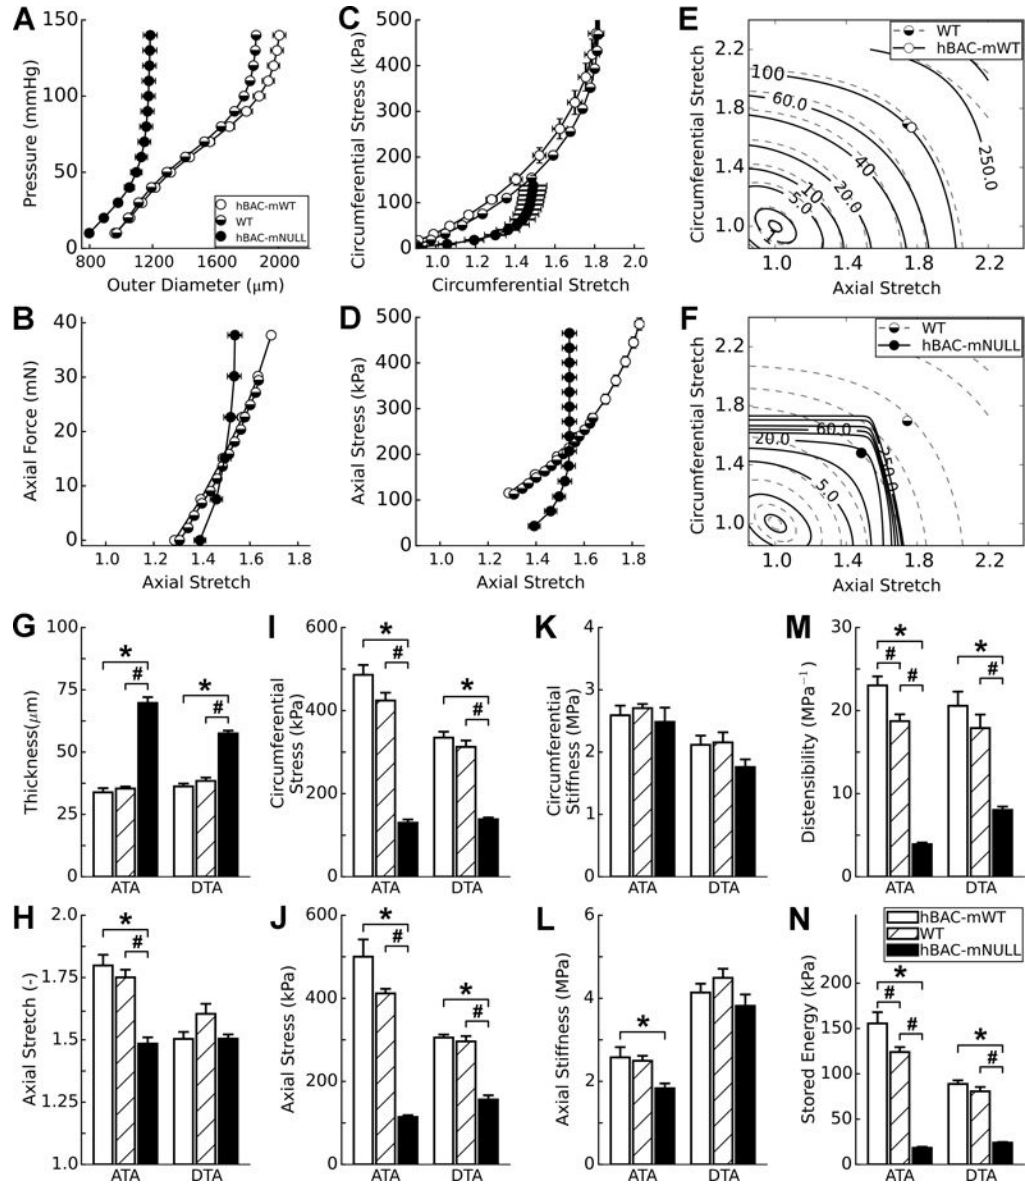 A
150
120
90
60
30
0
Pressure (mmHg)
hBAC-mWT
WT
hBAC-mNULL
800 1200 1600 2000
Outer Diameter (μm)
C
500
400
300
200
100
0
Circumferential Stress (kPa)
1.0 1.2 1.4 1.6 1.8 2.0
Circumferential Stretch
E
WT
hBAC-mWT
2.2
1.8
1.4
1.0
Circumferential Stretch
100
60.0
40
20.0
10
5.0
1
250.0
1.0 1.4 1.8 2.2
Axial Stretch
B
40
30
20
10
0
Axial Force (mN)
1.0 1.2 1.4 1.6 1.8
Axial Stretch
D
500
400
300
200
100
0
Axial Stress (kPa)
1.0 1.2 1.4 1.6 1.8
Axial Stretch
F
WT
hBAC-mNULL
2.2
1.8
1.4
1.0
Circumferential Stretch
60.0
20.0
5.0
250.0
1.0 1.4 1.8 2.2
Axial Stretch
G
100
75
50
25
0
Thickness(μm)
*
#
*
#
ATA DTA
I
600
400
200
0
Circumferential
Stress (kPa)
*
#
*
#
ATA DTA
K
4
3
2
1
0
Circumferential
Stiffness (MPa)
ATA DTA
M
30
20
10
0
Distensibility (MPa⁻¹)
*
# #
*
#
ATA DTA
H
2.0
1.75
1.5
1.25
1.0
Axial Stretch (-)
*
#
ATA DTA
J
600
400
200
0
Axial Stress (kPa)
*
#
*
#
ATA DTA
L
6
4
2
0
Axial Stiffness (MPa)
*
ATA DTA
N
hBAC-mWT
WT
hBAC-mNULL
200
150
100
50
0
Stored Energy (kPa)
*
# #
*
#
ATA DTA